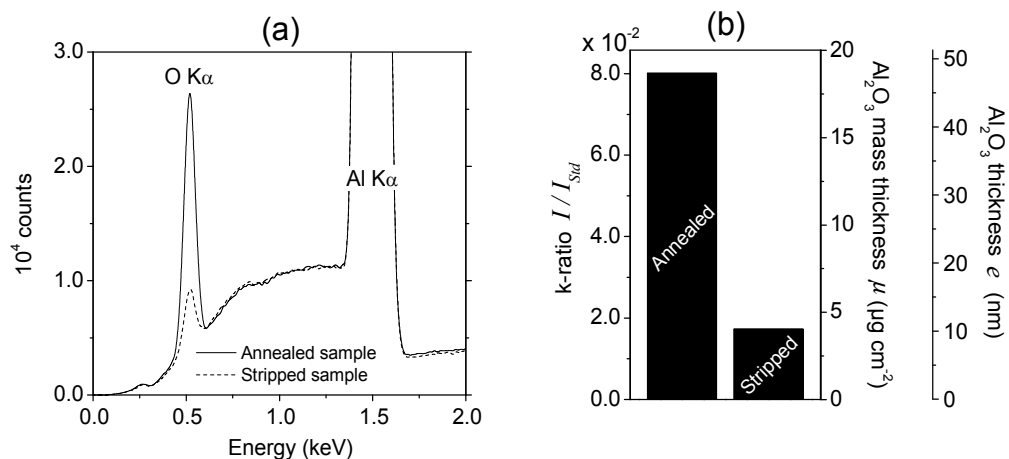 (a)
3.0
2.0
1.0
0.0
10⁴ counts
O Kα
Al Kα
Annealed sample
Stripped sample
0.0 0.5 1.0 1.5 2.0
Energy (keV)
(b)
x 10⁻²
8.0
6.0
4.0
2.0
0.0
k-ratio I / I_Std
Annealed
Stripped
20
15
10
5
0
Al₂O₃ mass thickness μ (μg cm⁻²)
50
40
30
20
10
0
Al₂O₃ thickness e (nm)